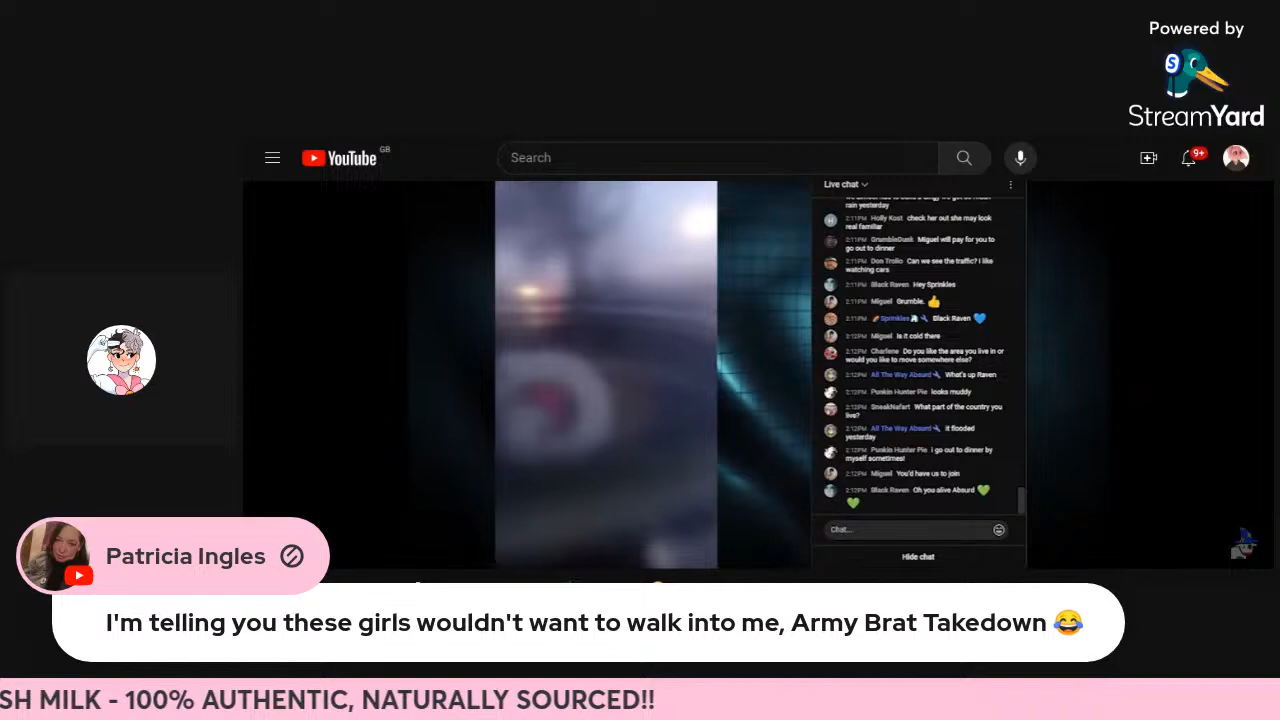 Powered by
StreamYard
YouTube GB
Search
9+
Live chat
rain yesterday
2:11PM Holly Kost check her out she may look
real familiar
2:11PM GrumbleDunk Miguel will pay for you to
go out to dinner
2:11PM Don Trolio Can we see the traffic? I like
watching cars
2:11PM Black Raven Hey Sprinkles
2:11PM Miguel Grumble. 👍
2:11PM Sprinkles Black Raven 💙
2:12PM Miguel Is it cold there
2:12PM Charlene Do you like the area you live in or
would you like to move somewhere else?
2:12PM All The Way Absurd What's up Raven
2:12PM Punkin Hunter Pie looks muddy
2:12PM SneakNafart What part of the country you
live?
2:12PM All The Way Absurd it flooded
yesterday
2:12PM Punkin Hunter Pie I go out to dinner by
myself sometimes!
2:12PM Miguel You'd have us to join
2:12PM Black Raven Oh you alive Absurd 💚
💚
Chat...
Hide chat
Patricia Ingles
I'm telling you these girls wouldn't want to walk into me, Army Brat Takedown 😂
SH MILK - 100% AUTHENTIC, NATURALLY SOURCED!!